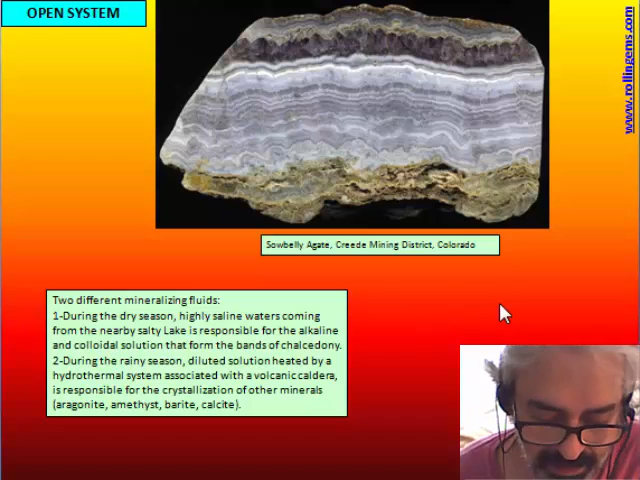 OPEN SYSTEM
www.rollingems.com
Sowbelly Agate, Creede Mining District, Colorado
Two different mineralizing fluids:
1-During the dry season, highly saline waters coming
from the nearby salty Lake is responsible for the alkaline
and colloidal solution that form the bands of chalcedony.
2-During the rainy season, diluted solution heated by a
hydrothermal system associated with a volcanic caldera,
is responsible for the crystallization of other minerals
(aragonite, amethyst, barite, calcite).